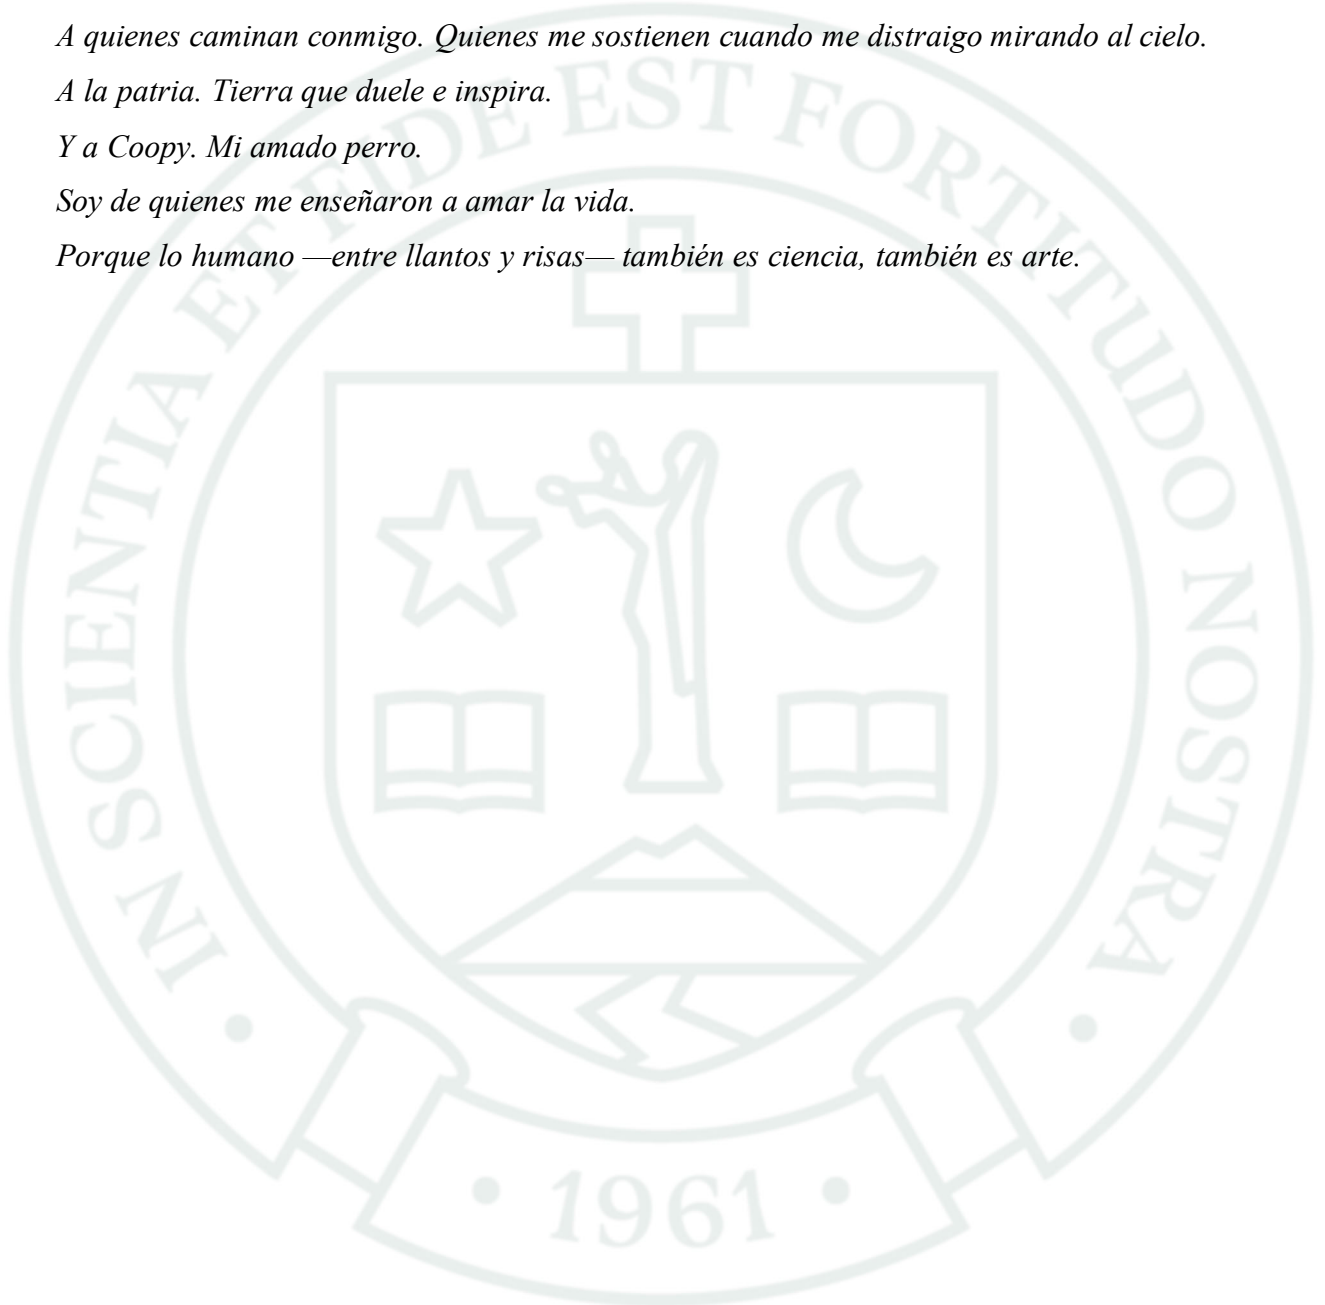 A quienes caminan conmigo. Quienes me sostienen cuando me distraigo mirando al cielo.
A la patria. Tierra que duele e inspira.
Y a Coopy. Mi amado perro.
Soy de quienes me enseñaron a amar la vida.
Porque lo humano —entre llantos y risas— también es ciencia, también es arte.
IN SCIENTIA ET FIDE EST FORTITUDO NOSTRA
• 1961 •